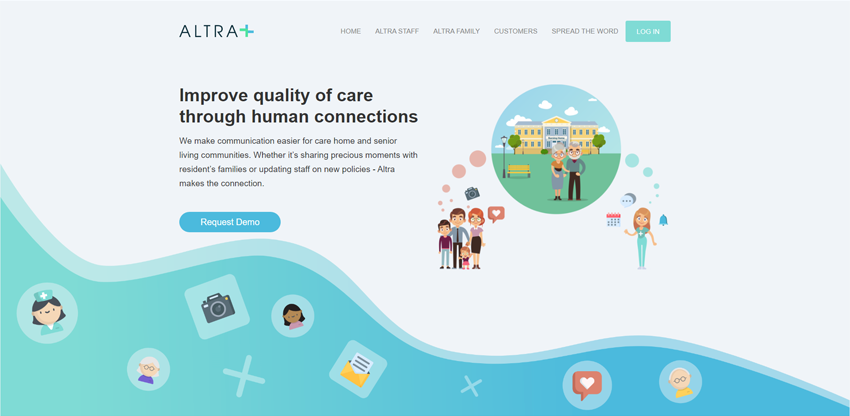 ALTRA
HOME ALTRA STAFF ALTRA FAMILY CUSTOMERS SPREAD THE WORD LOG IN
Improve quality of care
through human connections
We make communication easier for care home and senior
living communities. Whether it's sharing precious moments with
resident's families or updating staff on new policies - Altra
makes the connection.
Request Demo